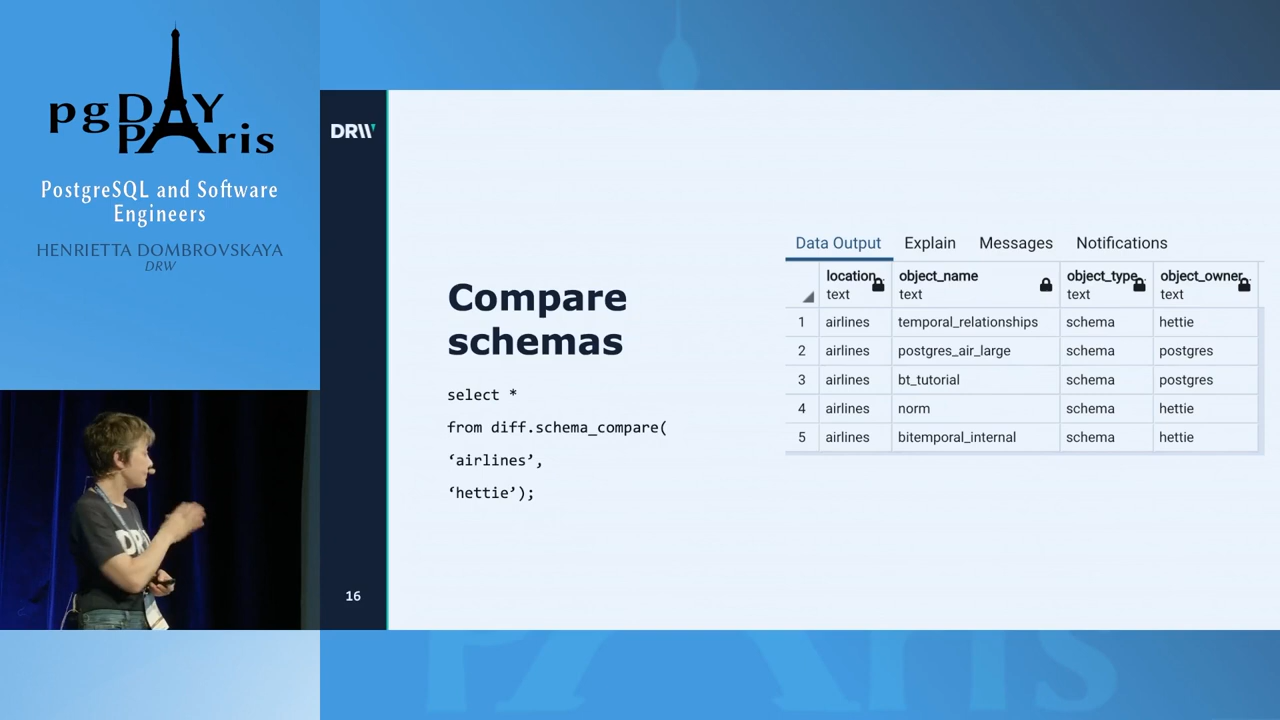 pgDAY
PAris
PostgreSQL and Software
Engineers
HENRIETTA DOMBROVSKAYA
DRW
DRW
Compare
schemas
select *
from diff.schema_compare(
‘airlines’,
‘hettie’);
16
Data Output Explain Messages Notifications
location.. object_name object_type.. object_owner..
text text text text
1 airlines temporal_relationships schema hettie
2 airlines postgres_air_large schema postgres
3 airlines bt_tutorial schema postgres
4 airlines norm schema hettie
5 airlines bitemporal_internal schema hettie
DRW